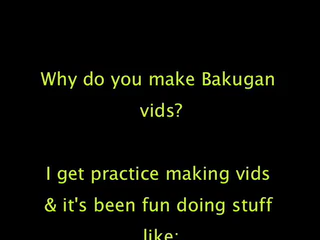 Why do you make Bakugan
vids?
I get practice making vids
& it's been fun doing stuff
like: